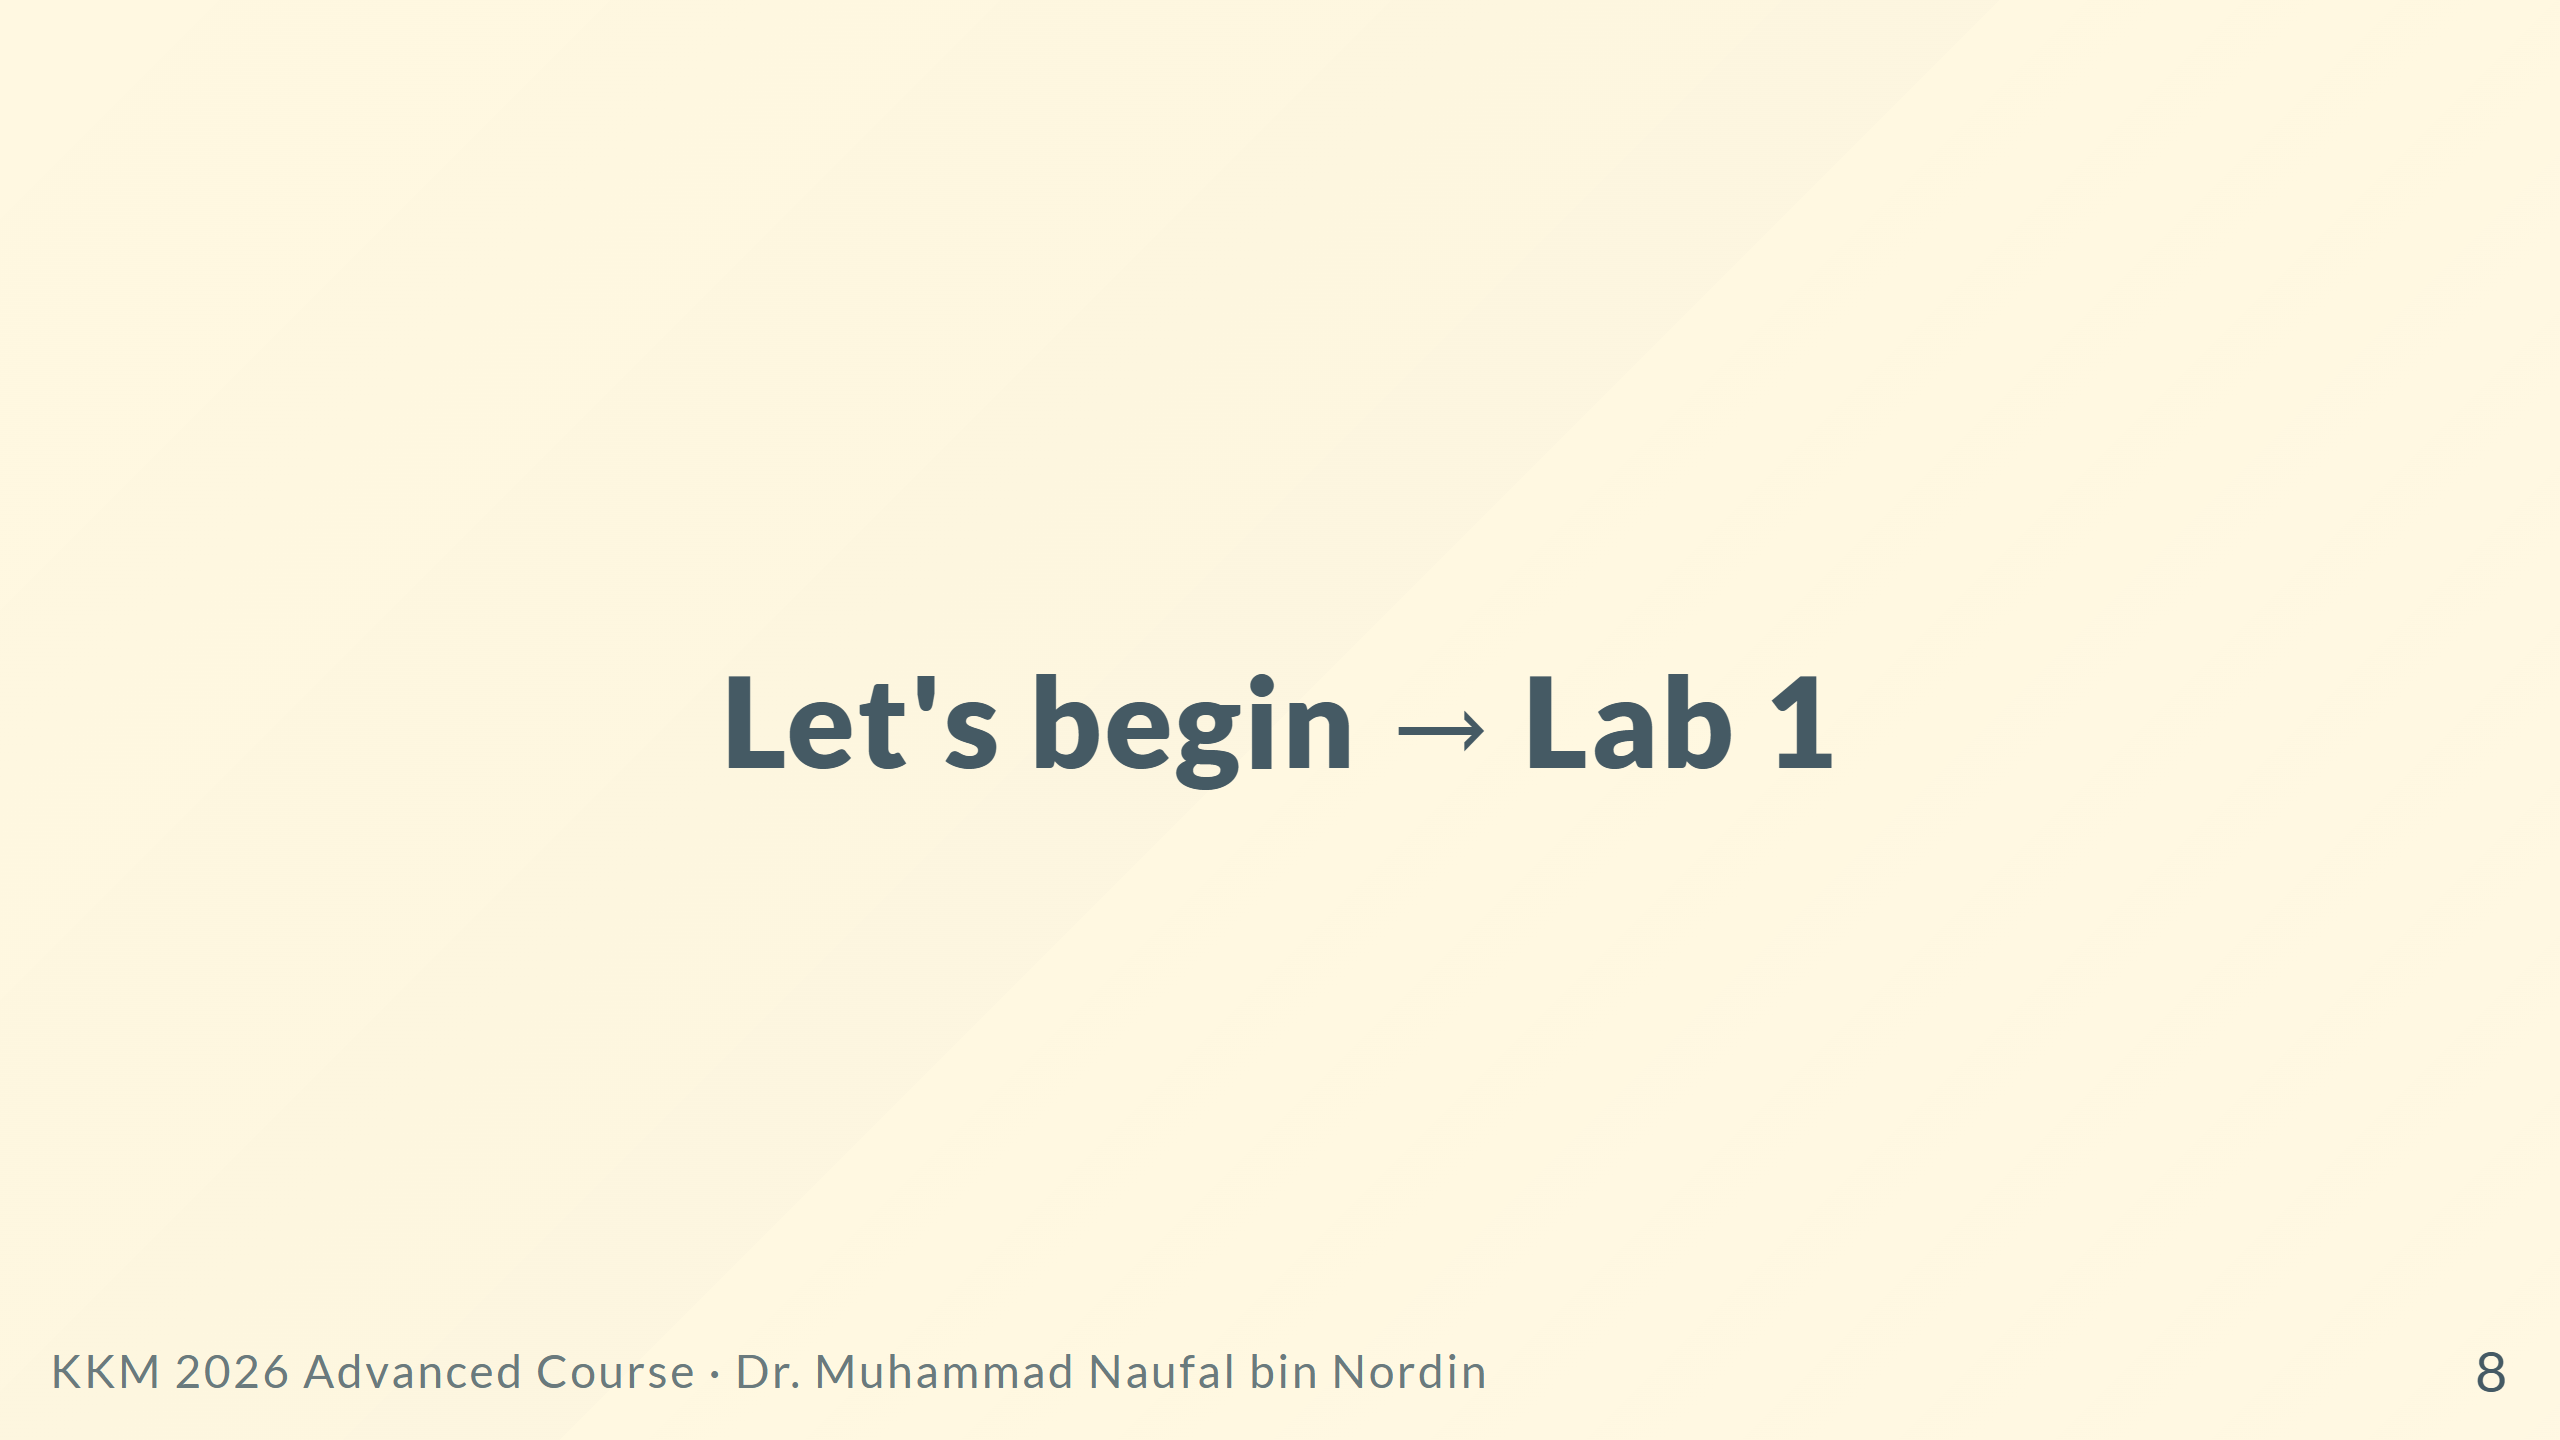 Let's begin → Lab 1
KKM 2026 Advanced Course · Dr. Muhammad Naufal bin Nordin
8